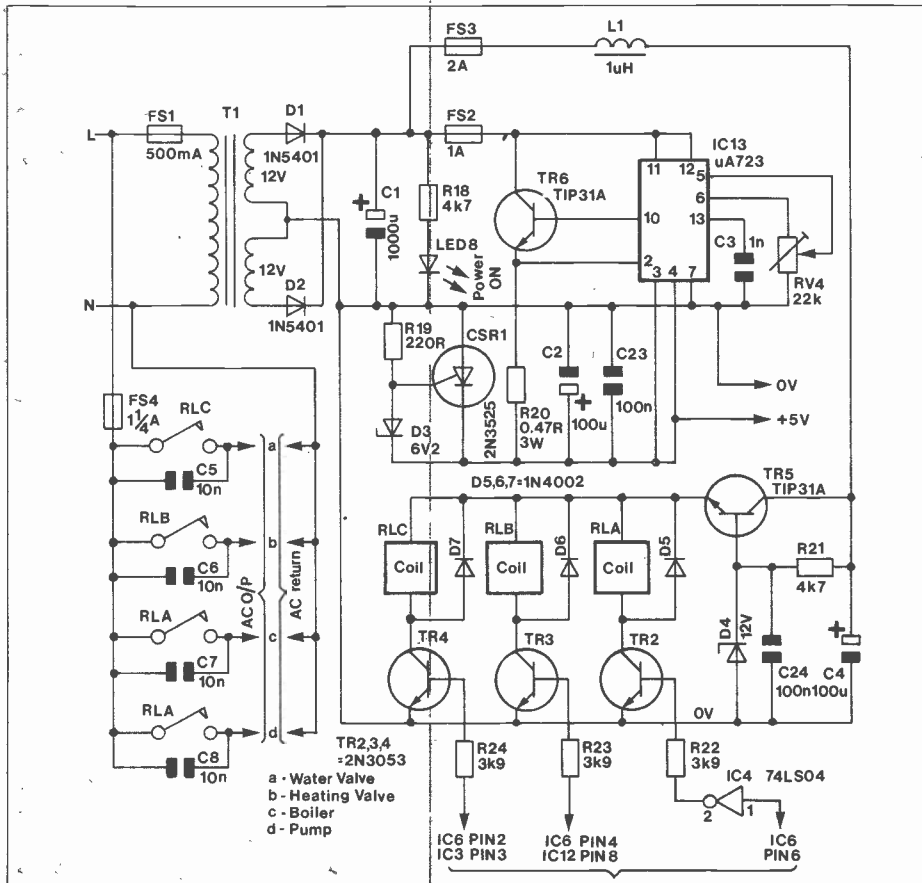 FS3
2A
L1
1uH
L
FS1
500mA
T1
D1
1N5401
12V
12V
D2
1N5401
N
C1
1000u
R18
4k7
LED8
Power
ON
FS2
1A
TR6
TIP31A
IC13
uA723
11
12
5
6
13
10
2
3
4
7
C3
1n
RV4
22k
R19
220R
CSR1
2N3525
D3
6V2
R20
0.47R
3W
C2
100u
C23
100n
0V
+5V
FS4
1¼A
RLC
C5
10n
a
RLB
C6
10n
b
RLA
C7
10n
c
RLA
C8
10n
d
AC O/P
AC return
D5,6,7=1N4002
RLC
Coil
D7
RLB
Coil
D6
RLA
Coil
D5
TR5
TIP31A
R21
4k7
D4
12V
C24
100n
C4
100u
TR4
TR3
TR2
0V
TR2,3,4
=2N3053
a - Water Valve
b - Heating Valve
c - Boiler
d - Pump
R24
3k9
R23
3k9
R22
3k9
IC4 74LS04
2
1
IC6 PIN2
IC3 PIN3
IC6 PIN4
IC12 PIN8
IC6
PIN6